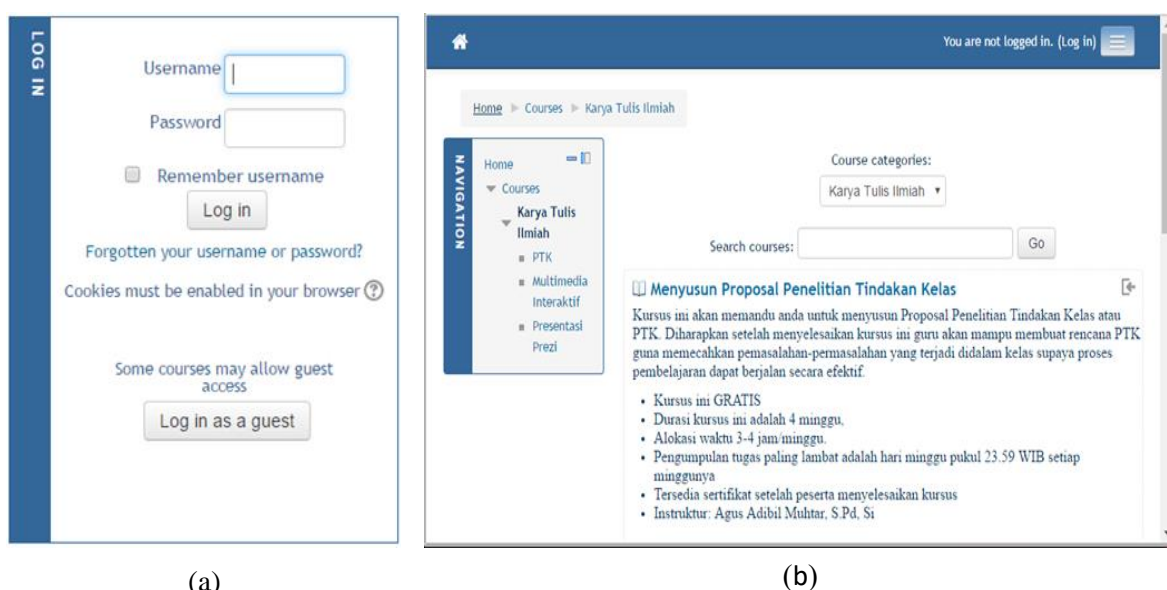 LOG IN
Username
Password
Remember username
Log in
Forgotten your username or password?
Cookies must be enabled in your browser ?
Some courses may allow guest
access
Log in as a guest
(a)
You are not logged in. (Log in)
Home ▶ Courses ▶ Karya Tulis Ilmiah
NAVIGATION
Home
Courses
Karya Tulis
Ilmiah
PTK
Multimedia
Interaktif
Presentasi
Prezi
Course categories:
Karya Tulis Ilmiah
Search courses:
Go
Menyusun Proposal Penelitian Tindakan Kelas
Kursus ini akan memandu anda untuk menyusun Proposal Penelitian Tindakan Kelas atau
PTK. Diharapkan setelah menyelesaikan kursus ini guru akan mampu membuat rencana PTK
guna memecahkan pemasalahan-permasalahan yang terjadi didalam kelas supaya proses
pembelajaran dapat berjalan secara efektif.
• Kursus ini GRATIS
• Durasi kursus ini adalah 4 minggu,
• Alokasi waktu 3-4 jam/minggu.
• Pengumpulan tugas paling lambat adalah hari minggu pukul 23.59 WIB setiap
minggunya
• Tersedia sertifikat setelah peserta menyelesaikan kursus
• Instruktur: Agus Adibil Muhtar, S.Pd, Si
(b)